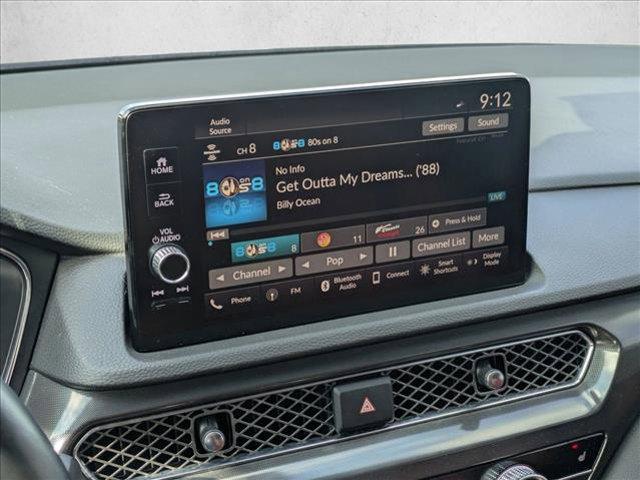 9:12
Audio
Source
Settings
Sound
CH 8
80s on 8
HOME
No Info
Get Outta My Dreams... ('88)
BACK
Billy Ocean
LIVE
VOL
AUDIO
8
11
26
Press & Hold
Channel
Pop
Channel List
More
Phone
FM
Bluetooth
Audio
Connect
Smart
Shortcuts
Display
Mode